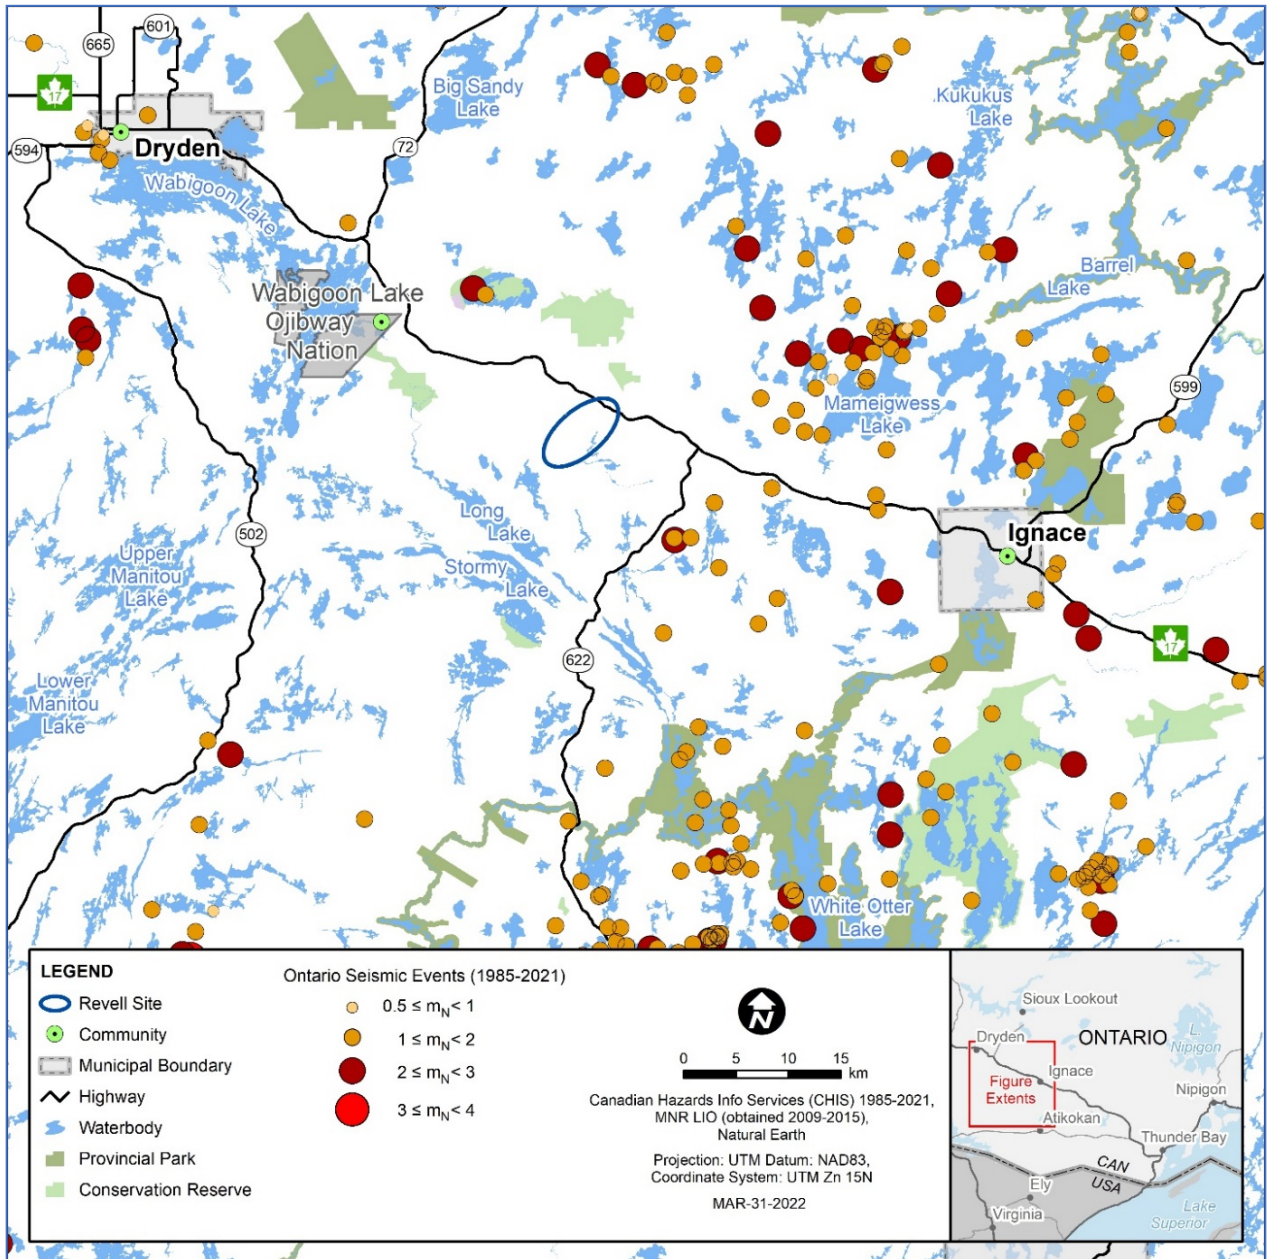 601
665
17
594
Dryden
Wabigoon Lake
72
Big Sandy
Lake
Kukukus
Lake
Barrel
Lake
Wabigoon Lake
Ojibway
Nation
599
Mameigwess
Lake
Long
Lake
Stormy
Lake
Ignace
502
Upper
Manitou
Lake
622
17
Lower
Manitou
Lake
White Otter
Lake
LEGEND
Revell Site
Community
Municipal Boundary
Highway
Waterbody
Provincial Park
Conservation Reserve
Ontario Seismic Events (1985-2021)
0.5 ≤ mN< 1
1 ≤ mN< 2
2 ≤ mN< 3
3 ≤ mN< 4
N
0 5 10 15
km
Canadian Hazards Info Services (CHIS) 1985-2021,
MNR LIO (obtained 2009-2015),
Natural Earth
Projection: UTM Datum: NAD83,
Coordinate System: UTM Zn 15N
MAR-31-2022
Sioux Lookout
Dryden
ONTARIO
L.
Nipigon
Ignace
Figure
Extents
Nipigon
Atikokan
Thunder Bay
CAN
USA
Ely
Virginia
Lake
Superior